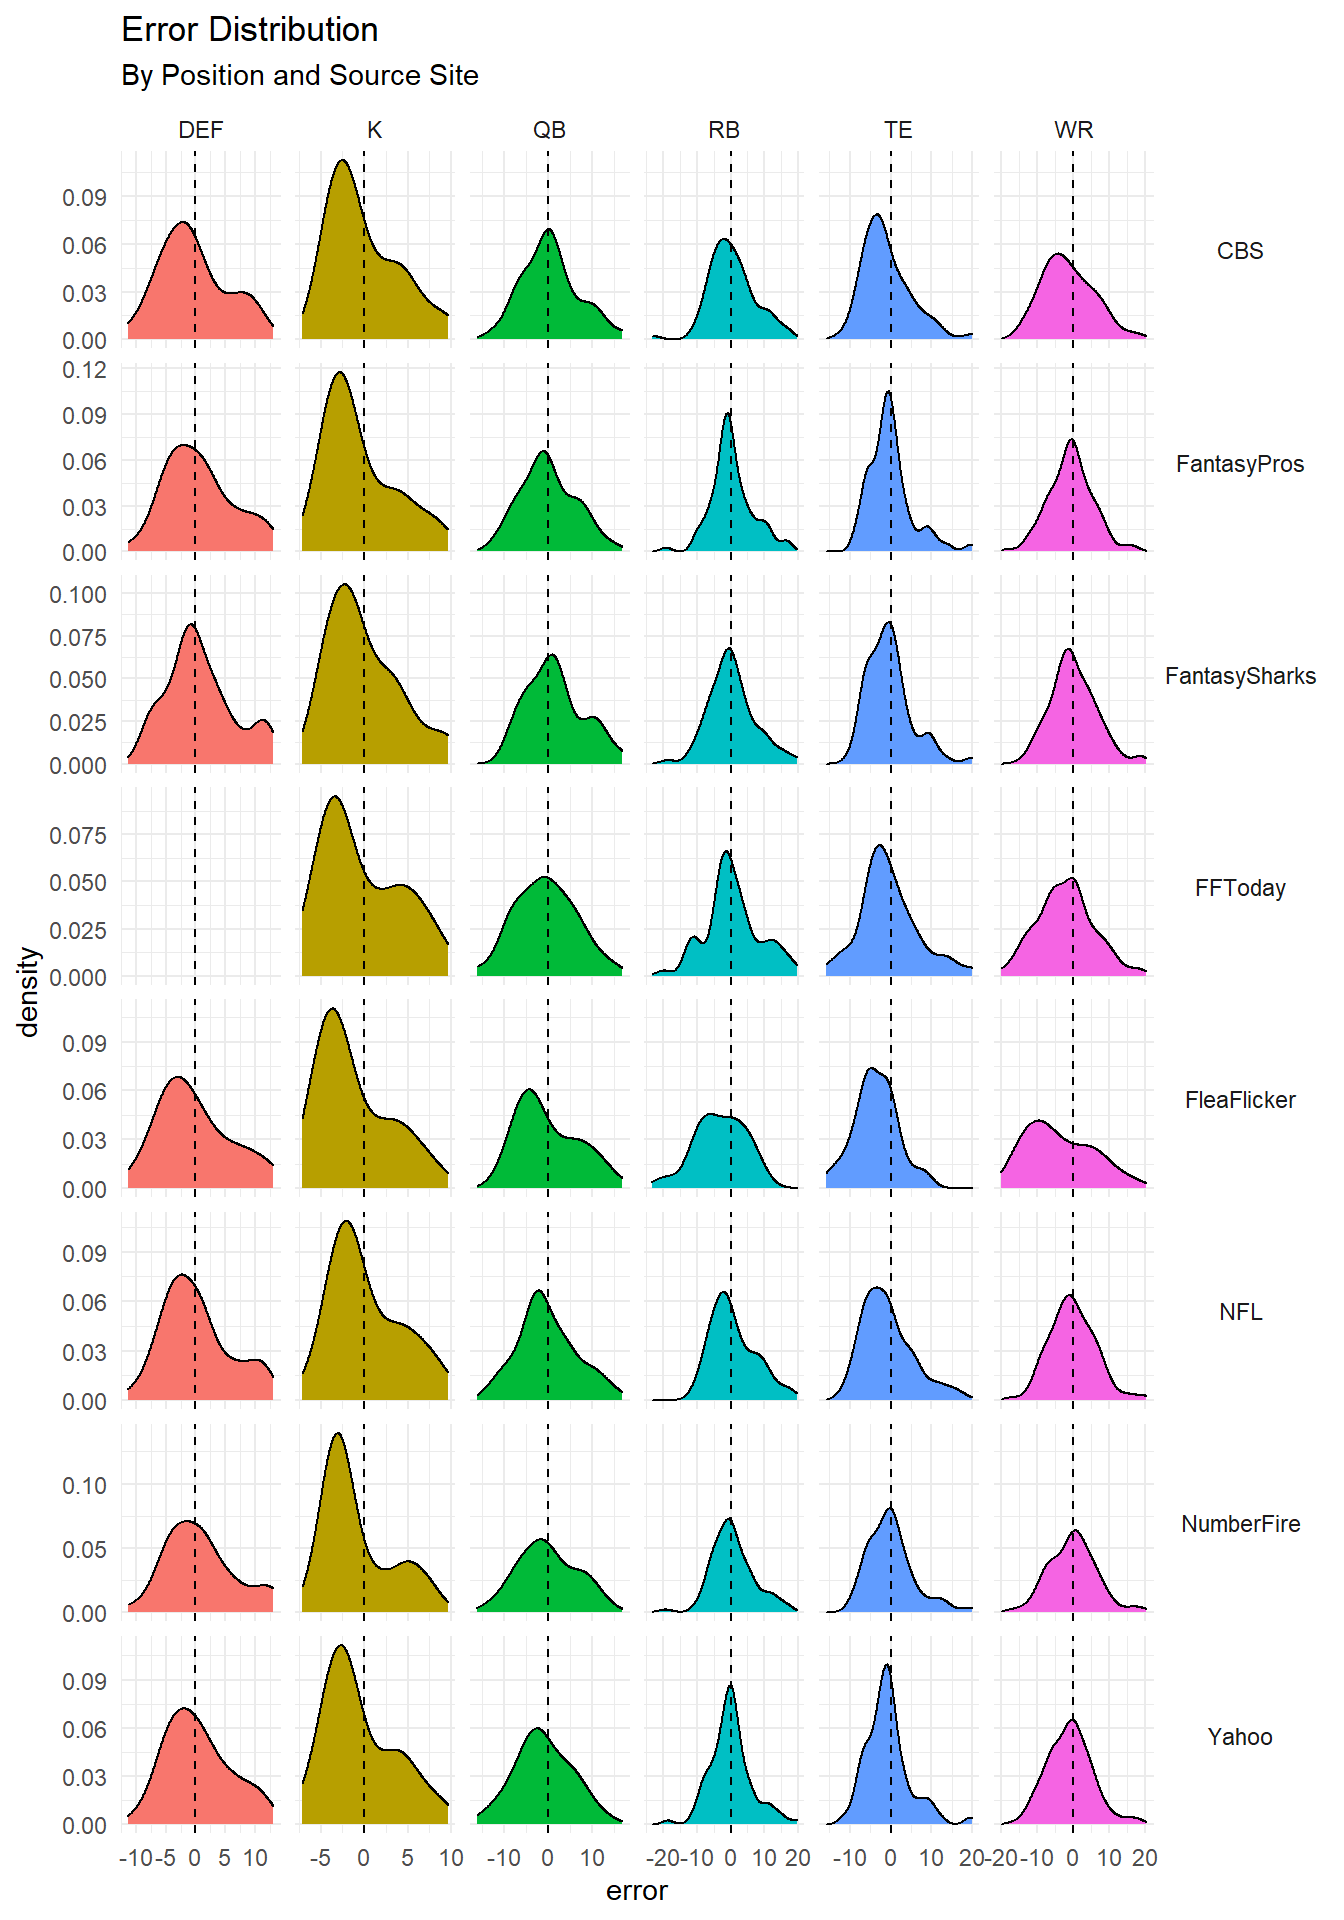 Error Distribution
By Position and Source Site
DEF K QB RB TE WR
0.09
0.06
0.03
0.00
CBS
0.12
0.09
0.06
0.03
0.00
FantasyPros
0.100
0.075
0.050
0.025
0.000
FantasySharks
0.075
0.050
0.025
0.000
FFToday
density
0.09
0.06
0.03
0.00
FleaFlicker
0.09
0.06
0.03
0.00
NFL
0.10
0.05
0.00
NumberFire
0.09
0.06
0.03
0.00
Yahoo
-10 -5 0 5 10 -5 0 5 10 -10 0 10 -20 -10 0 10 20 -10 0 10 20 -20 -10 0 10 20
error